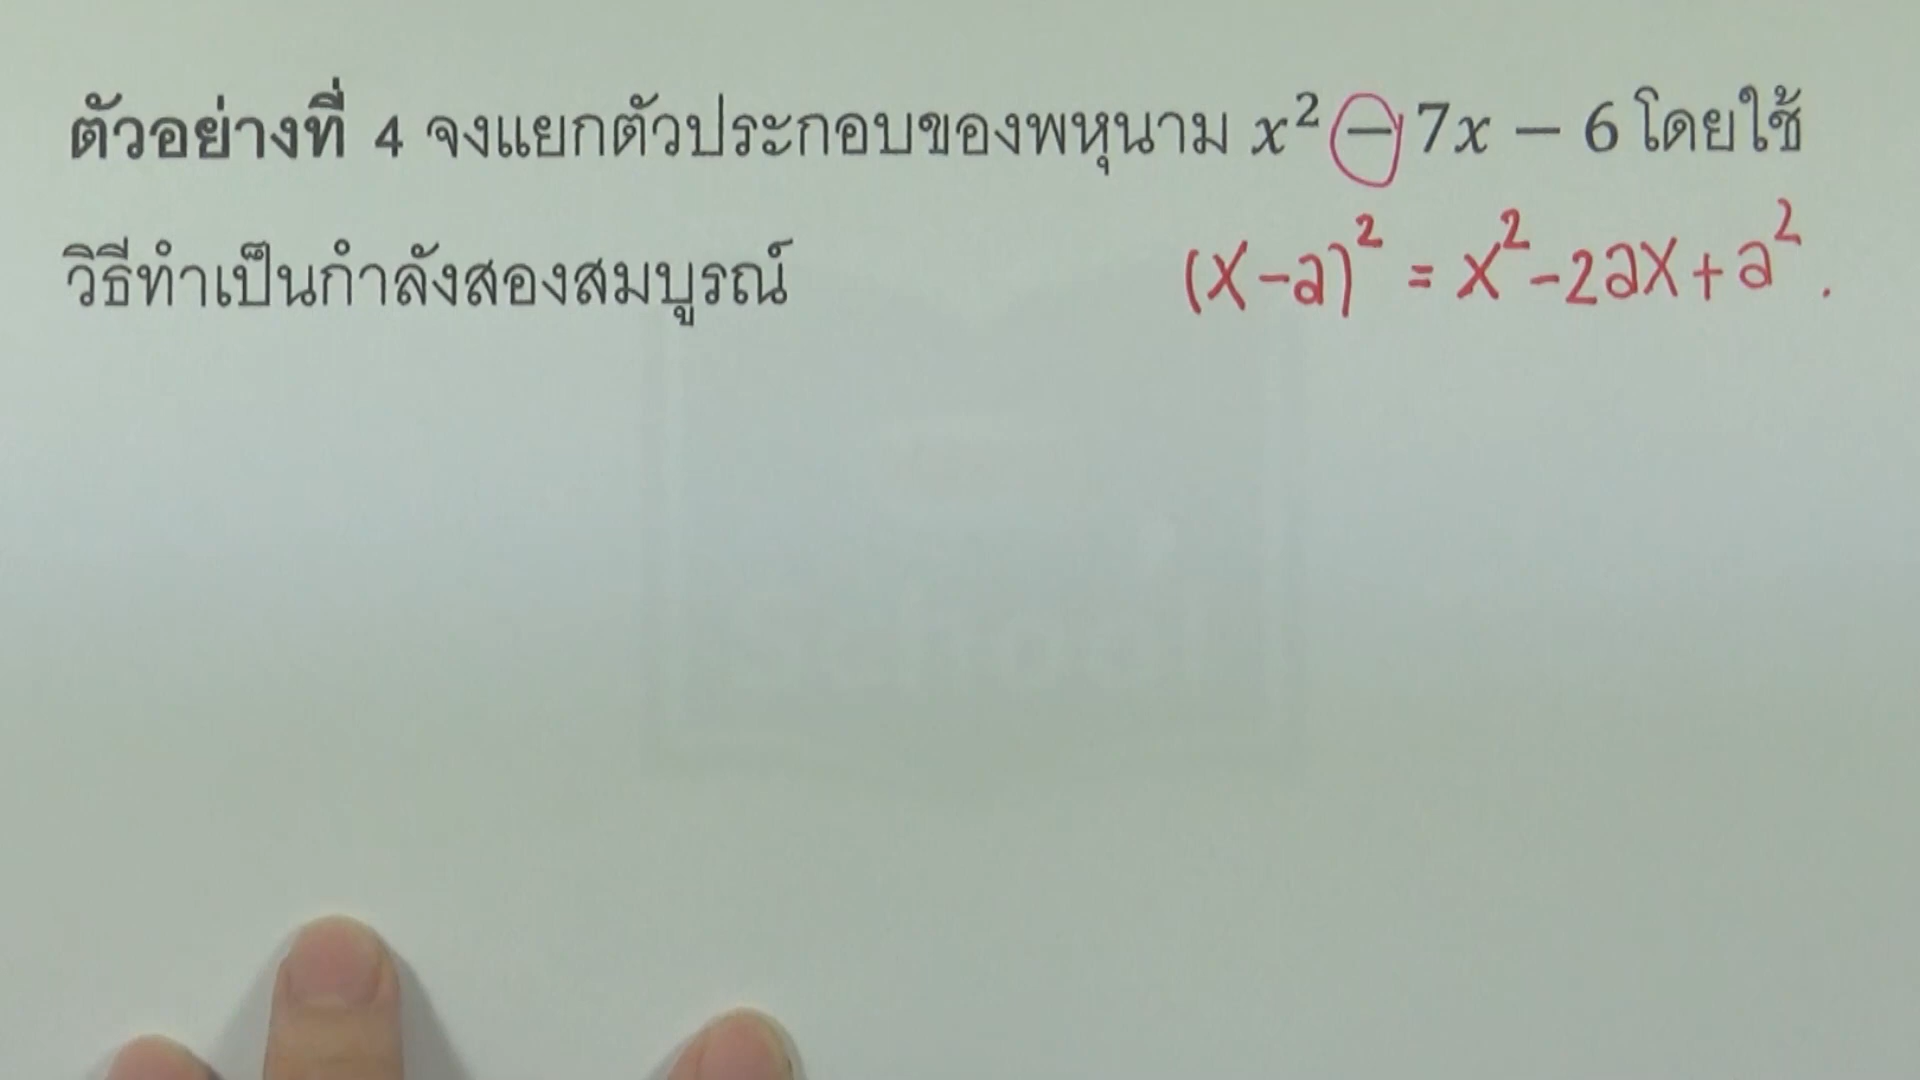 ตัวอย่างที่ 4 จงแยกตัวประกอบของพหุนาม x² − 7x − 6 โดยใช้
วิธีทำเป็นกำลังสองสมบูรณ์
(x-a)² = x² - 2ax + a².
School